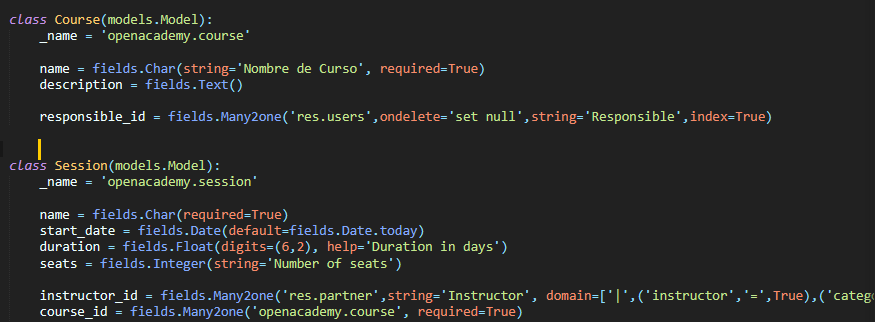 class Course(models.Model):
_name = 'openacademy.course'
name = fields.Char(string='Nombre de Curso', required=True)
description = fields.Text()
responsible_id = fields.Many2one('res.users',ondelete='set null',string='Responsible',index=True)
class Session(models.Model):
_name = 'openacademy.session'
name = fields.Char(required=True)
start_date = fields.Date(default=fields.Date.today)
duration = fields.Float(digits=(6,2), help='Duration in days')
seats = fields.Integer(string='Number of seats')
instructor_id = fields.Many2one('res.partner',string='Instructor', domain=['|',('instructor','=',True),('categ
course_id = fields.Many2one('openacademy.course', required=True)